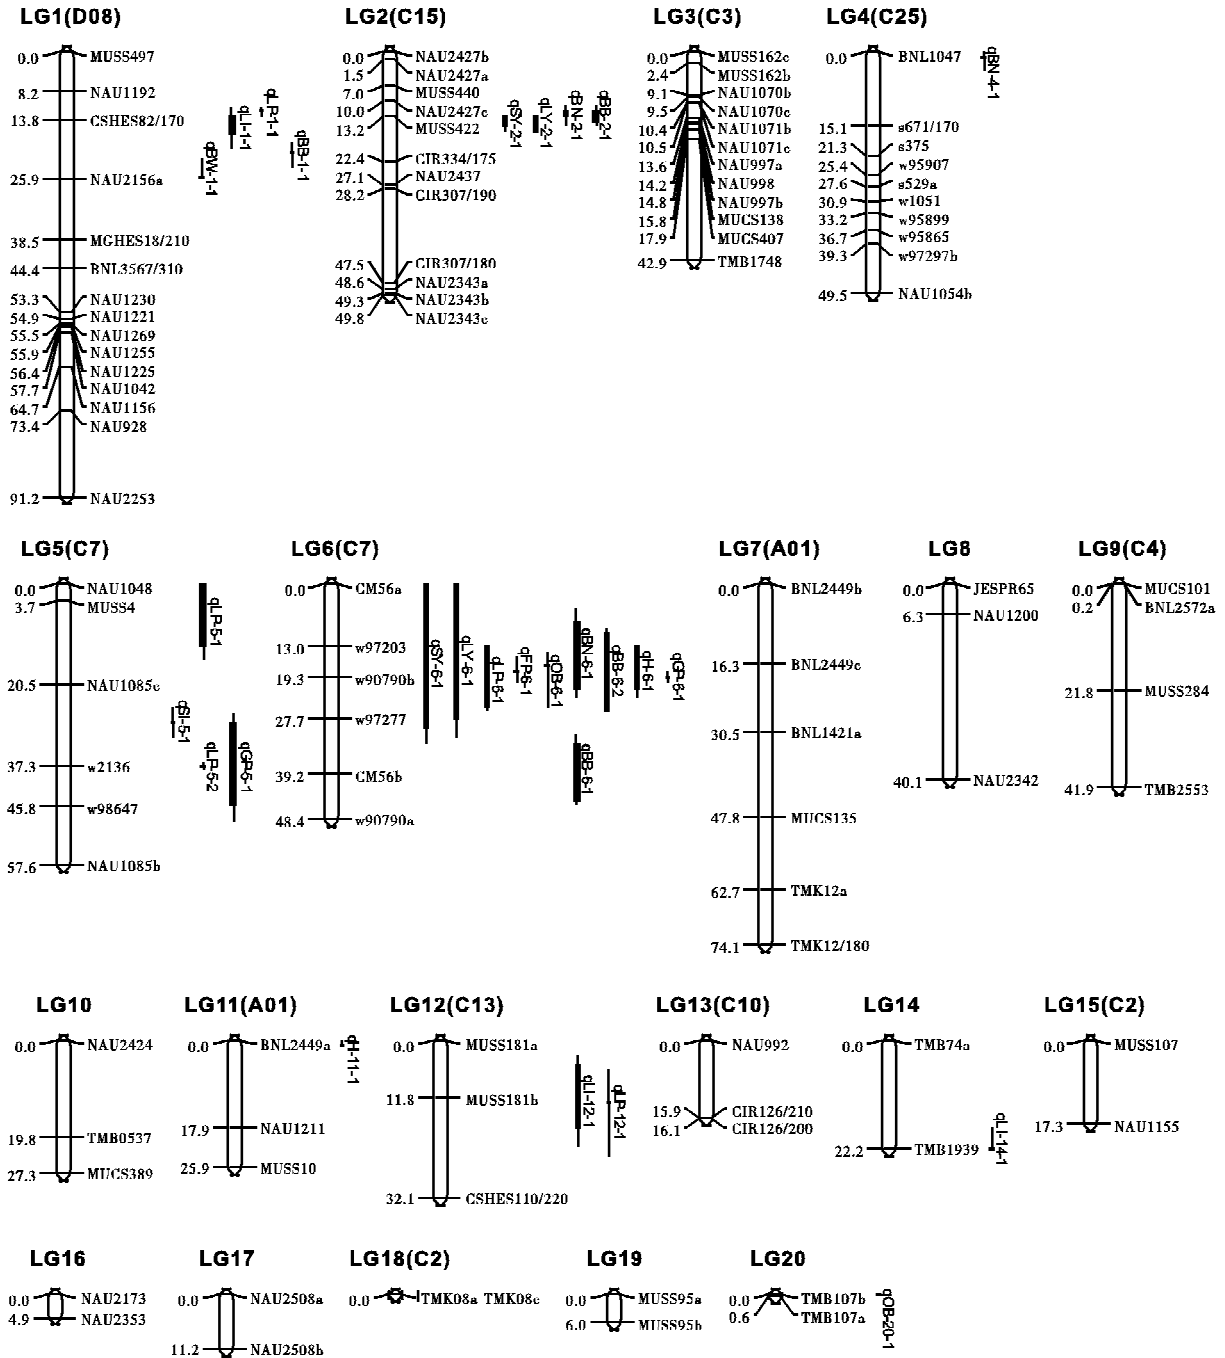 LG1(D08)
0.0 MUSS497
8.2 NAU1192
13.8 CSHES82/170
25.9 NAU2156a
38.5 MGHES18/210
44.4 BNL3567/310
53.3 NAU1230
54.9 NAU1221
55.5 NAU1269
55.9 NAU1255
56.4 NAU1225
57.7 NAU1042
64.7 NAU1156
73.4 NAU928
91.2 NAU2253
qBW-1-1
qLI-1-1
qLP-1-1
qBB-1-1
LG2(C15)
0.0 NAU2427b
1.5 NAU2427a
7.0 MUSS440
10.0 NAU2427c
13.2 MUSS422
22.4 CIR334/175
27.1 NAU2437
28.2 CIR307/190
47.5 CIR307/180
48.6 NAU2343a
49.3 NAU2343b
49.8 NAU2343c
qSY-2-1
qLY-2-1
qBN-2-1
qBB-2-1
LG3(C3)
0.0 MUSS162c
2.4 MUSS162b
9.1 NAU1070b
9.5 NAU1070c
10.4 NAU1071b
10.5 NAU1071c
13.6 NAU997a
14.2 NAU998
14.8 NAU997b
15.8 MUCS138
17.9 MUCS407
42.9 TMB1748
LG4(C25)
0.0 BNL1047
15.1 s671/170
21.3 s375
25.4 w95907
27.6 s529a
30.9 w1051
33.2 w95899
36.7 w95865
39.3 w97297b
49.5 NAU1054b
qBN-4-1
LG5(C7)
0.0 NAU1048
3.7 MUSS4
20.5 NAU1085c
37.3 w2136
45.8 w98647
57.6 NAU1085b
qLP-5-1
qSI-5-1
qLP-5-2
qGP-5-1
LG6(C7)
0.0 CM56a
13.0 w97203
19.3 w90790b
27.7 w97277
39.2 CM56b
48.4 w90790a
qSY-6-1
qLY-6-1
qLP-6-1
qFP-6-1
qOB-6-1
qBN-6-1
qBB-6-2
qH-6-1
qGP-6-1
qBB-6-1
LG7(A01)
0.0 BNL2449b
16.3 BNL2449c
30.5 BNL1421a
47.8 MUCS135
62.7 TMK12a
74.1 TMK12/180
LG8
0.0 JESPR65
6.3 NAU1200
40.1 NAU2342
LG9(C4)
0.0 MUCS101
0.2 BNL2572a
21.8 MUSS284
41.9 TMB2553
LG10
0.0 NAU2424
19.8 TMB0537
27.3 MUCS389
LG11(A01)
0.0 BNL2449a
17.9 NAU1211
25.9 MUSS10
qH-11-1
LG12(C13)
0.0 MUSS181a
11.8 MUSS181b
32.1 CSHES110/220
qLI-12-1
qLP-12-1
LG13(C10)
0.0 NAU992
15.9 CIR126/210
16.1 CIR126/200
LG14
0.0 TMB74a
22.2 TMB1939
qLI-14-1
LG15(C2)
0.0 MUSS107
17.3 NAU1155
LG16
0.0 NAU2173
4.9 NAU2353
LG17
0.0 NAU2508a
11.2 NAU2508b
LG18(C2)
0.0 TMK08a TMK08c
LG19
0.0 MUSS95a
6.0 MUSS95b
LG20
0.0 TMB107b
0.6 TMB107a
qOB-20-1